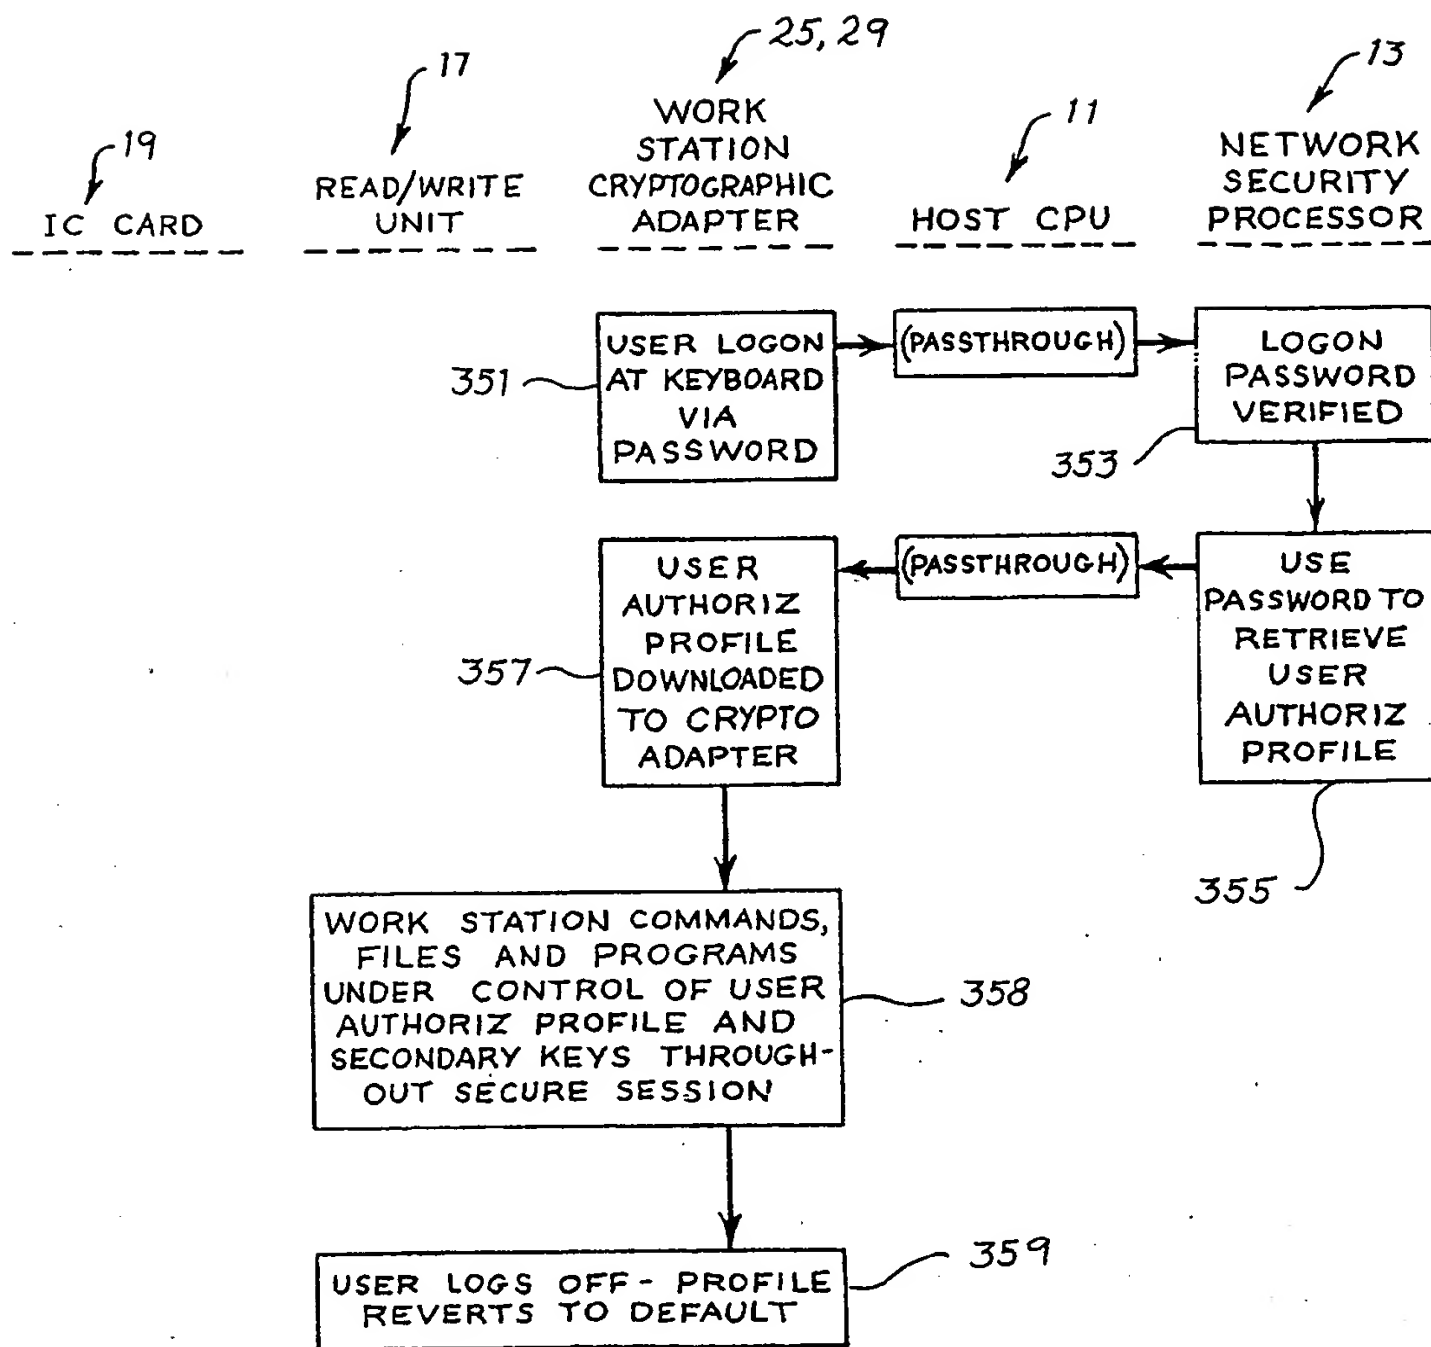 25, 29
17
13
11
19
WORK
STATION
CRYPTOGRAPHIC
ADAPTER
NETWORK
SECURITY
PROCESSOR
READ/WRITE
UNIT
IC CARD
HOST CPU
USER LOGON
AT KEYBOARD
VIA
PASSWORD
351
(PASSTHROUGH)
LOGON
PASSWORD
VERIFIED
353
USER
AUTHORIZ
PROFILE
DOWNLOADED
TO CRYPTO
ADAPTER
357
(PASSTHROUGH)
USE
PASSWORD TO
RETRIEVE
USER
AUTHORIZ
PROFILE
355
WORK STATION COMMANDS,
FILES AND PROGRAMS
UNDER CONTROL OF USER
AUTHORIZ PROFILE AND
SECONDARY KEYS THROUGH-
OUT SECURE SESSION
358
USER LOGS OFF - PROFILE
REVERTS TO DEFAULT
359